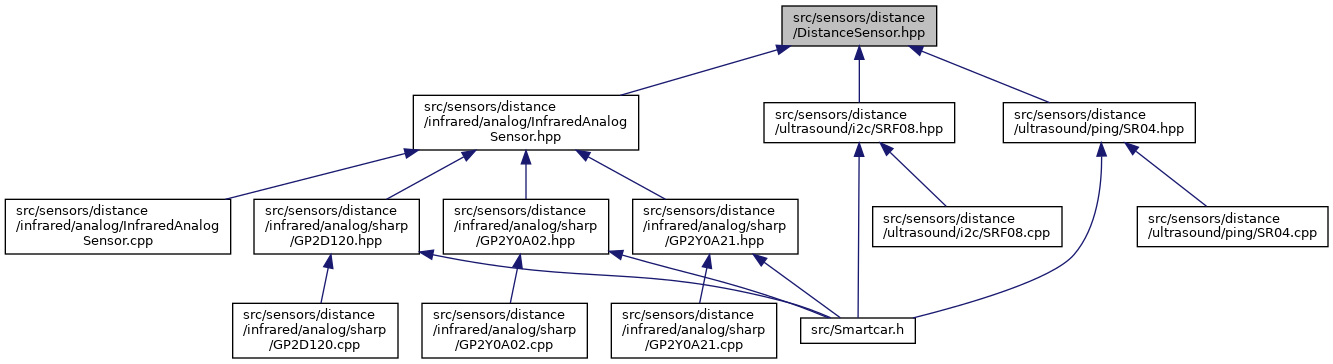 src/sensors/distance
/DistanceSensor.hpp
src/sensors/distance
/infrared/analog/InfraredAnalog
Sensor.hpp
src/sensors/distance
/ultrasound/i2c/SRF08.hpp
src/sensors/distance
/ultrasound/ping/SR04.hpp
src/sensors/distance
/infrared/analog/InfraredAnalog
Sensor.cpp
src/sensors/distance
/infrared/analog/sharp
/GP2D120.hpp
src/sensors/distance
/infrared/analog/sharp
/GP2Y0A02.hpp
src/sensors/distance
/infrared/analog/sharp
/GP2Y0A21.hpp
src/sensors/distance
/ultrasound/i2c/SRF08.cpp
src/sensors/distance
/ultrasound/ping/SR04.cpp
src/sensors/distance
/infrared/analog/sharp
/GP2D120.cpp
src/sensors/distance
/infrared/analog/sharp
/GP2Y0A02.cpp
src/sensors/distance
/infrared/analog/sharp
/GP2Y0A21.cpp
src/Smartcar.h